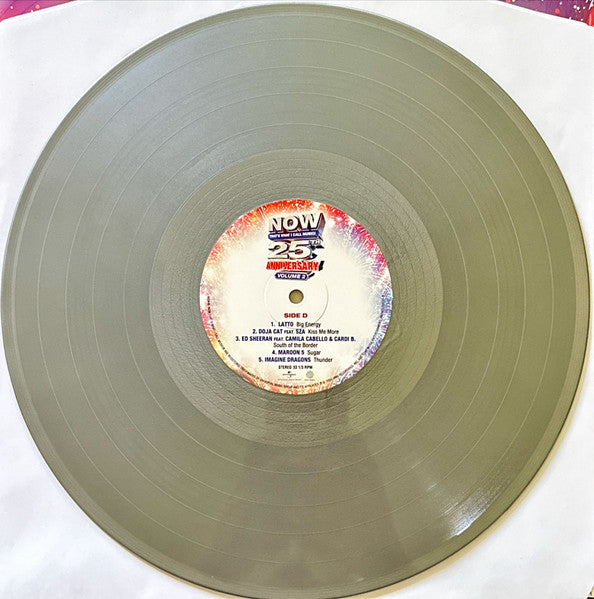 NOW
THAT'S WHAT I CALL MUSIC!
25TH
ANNIVERSARY!
VOLUME 2
SIDE D
1. LATTO Big Energy
2. DOJA CAT FEAT. SZA Kiss Me More
3. ED SHEERAN FEAT. CAMILA CABELLO & CARDI B.
South of the Border
4. MAROON 5 Sugar
5. IMAGINE DRAGONS Thunder
STEREO 33 1/3 RPM